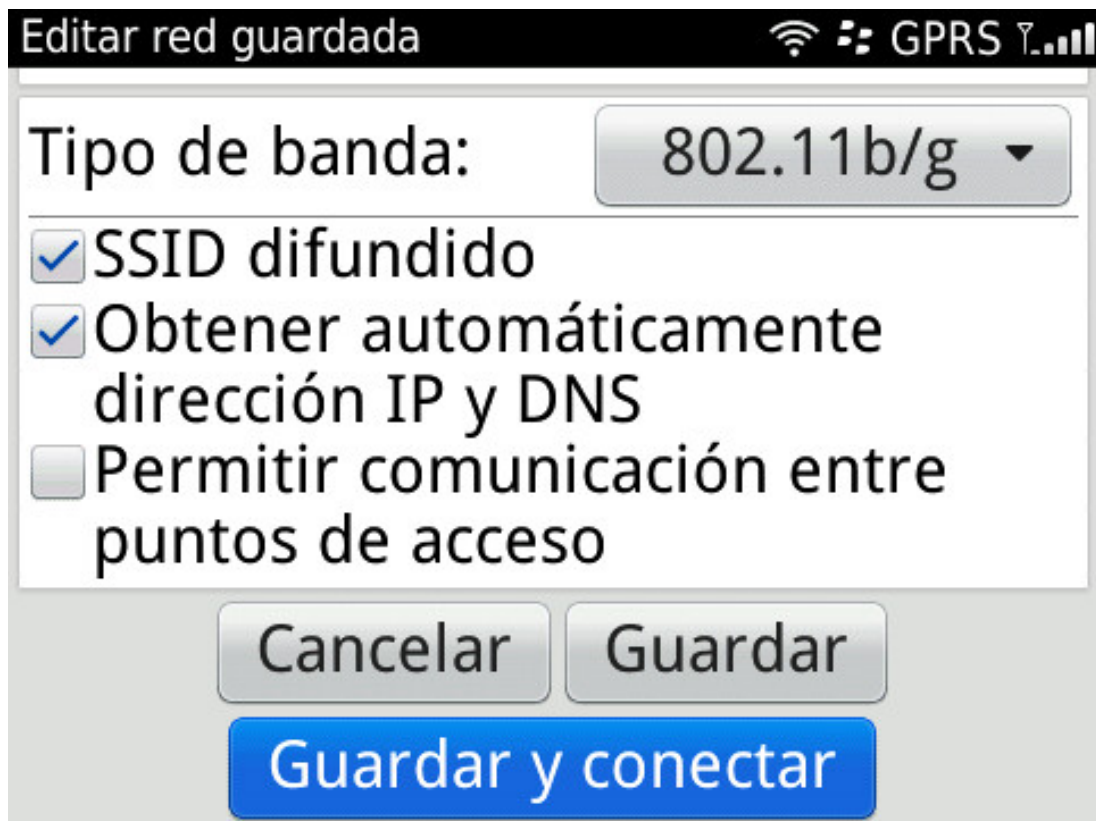 Editar red guardada GPRS
Tipo de banda: 802.11b/g
SSID difundido
Obtener automáticamente
dirección IP y DNS
Permitir comunicación entre
puntos de acceso
Cancelar Guardar
Guardar y conectar